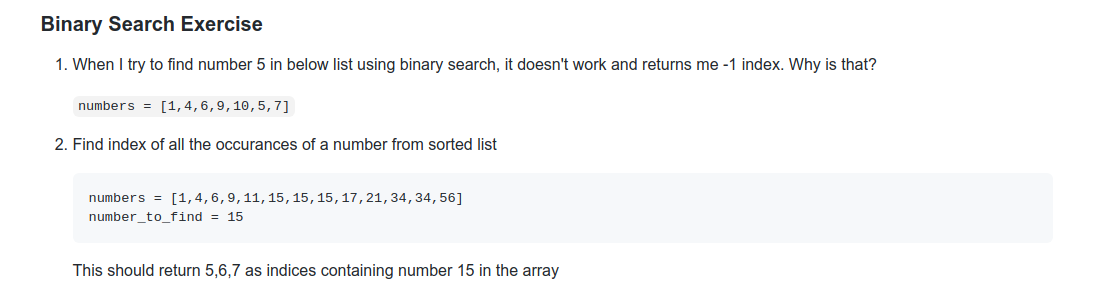 Binary Search Exercise
1. When I try to find number 5 in below list using binary search, it doesn't work and returns me -1 index. Why is that?
numbers = [1,4,6,9,10,5,7]
2. Find index of all the occurances of a number from sorted list
numbers = [1,4,6,9,11,15,15,15,17,21,34,34,56]
number_to_find = 15
This should return 5,6,7 as indices containing number 15 in the array